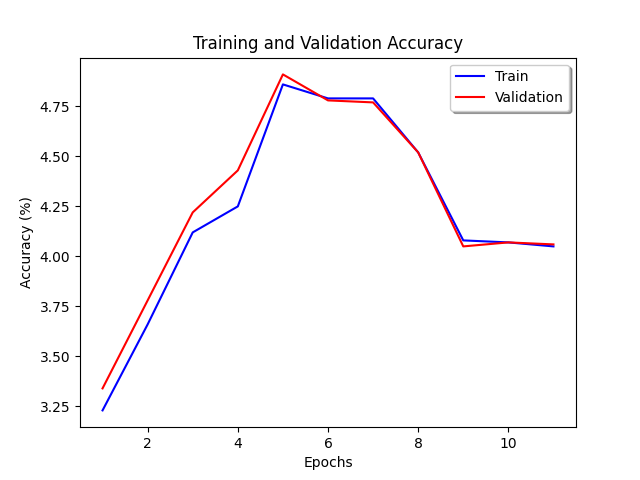 Training and Validation Accuracy
Train
Validation
4.75
4.50
4.25
4.00
3.75
3.50
3.25
Accuracy (%)
2
4
6
8
10
Epochs